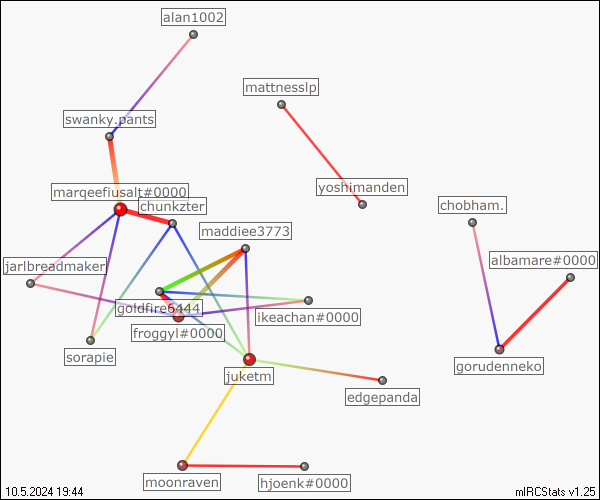 alan1002
mattnesslp
swanky.pants
yoshimanden
marqeefiusalt#0000
chunkzter
chobham.
maddiee3773
albamare#0000
jarlbreadmaker
goldfire6444
ikeachan#0000
froggyl#0000
sorapie
gorudenneko
juketm
edgepanda
moonraven
hjoenk#0000
10.5.2024 19:44
mIRCStats v1.25